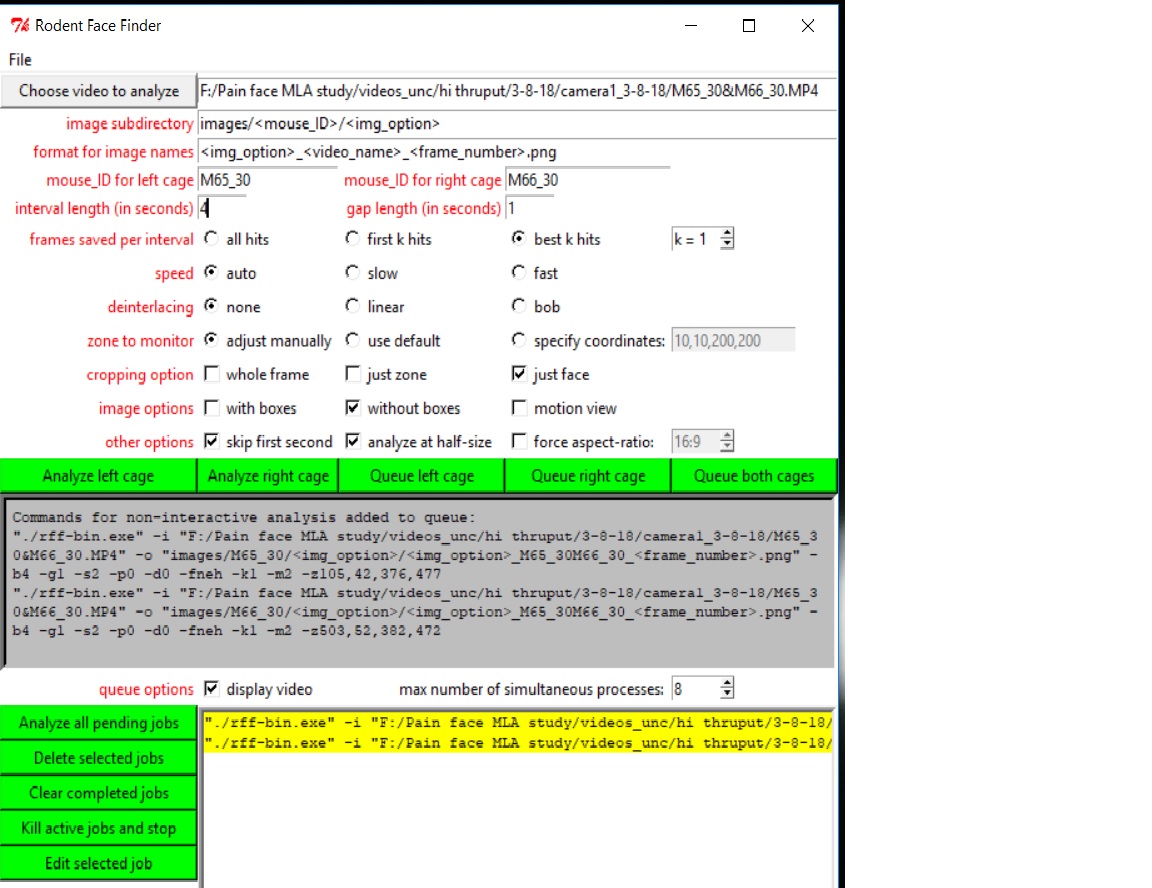 Rodent Face Finder
File
Choose video to analyze F:/Pain face MLA study/videos_unc/hi thruput/3-8-18/camera1_3-8-18/M65_30&M66_30.MP4
image subdirectory images/<mouse_ID>/<img_option>
format for image names <img_option>_<video_name>_<frame_number>.png
mouse_ID for left cage M65_30 mouse_ID for right cage M66_30
interval length (in seconds) 4 gap length (in seconds) 1
frames saved per interval all hits first k hits best k hits k = 1
speed auto slow fast
deinterlacing none linear bob
zone to monitor adjust manually use default specify coordinates: 10,10,200,200
cropping option whole frame just zone just face
image options with boxes without boxes motion view
other options skip first second analyze at half-size force aspect-ratio: 16:9
Analyze left cage Analyze right cage Queue left cage Queue right cage Queue both cages
Commands for non-interactive analysis added to queue:
"./rff-bin.exe" -i "F:/Pain face MLA study/videos_unc/hi thruput/3-8-18/camera1_3-8-18/M65_3
0&M66_30.MP4" -o "images/M65_30/<img_option>/<img_option>_M65_30M66_30_<frame_number>.png" -
b4 -g1 -s2 -p0 -d0 -fneh -k1 -m2 -z105,42,376,477
"./rff-bin.exe" -i "F:/Pain face MLA study/videos_unc/hi thruput/3-8-18/camera1_3-8-18/M65_3
0&M66_30.MP4" -o "images/M66_30/<img_option>/<img_option>_M65_30M66_30_<frame_number>.png" -
b4 -g1 -s2 -p0 -d0 -fneh -k1 -m2 -z503,52,382,472
queue options display video max number of simultaneous processes: 8
Analyze all pending jobs "./rff-bin.exe" -i "F:/Pain face MLA study/videos_unc/hi thruput/3-8-18/
"./rff-bin.exe" -i "F:/Pain face MLA study/videos_unc/hi thruput/3-8-18/
Delete selected jobs
Clear completed jobs
Kill active jobs and stop
Edit selected job